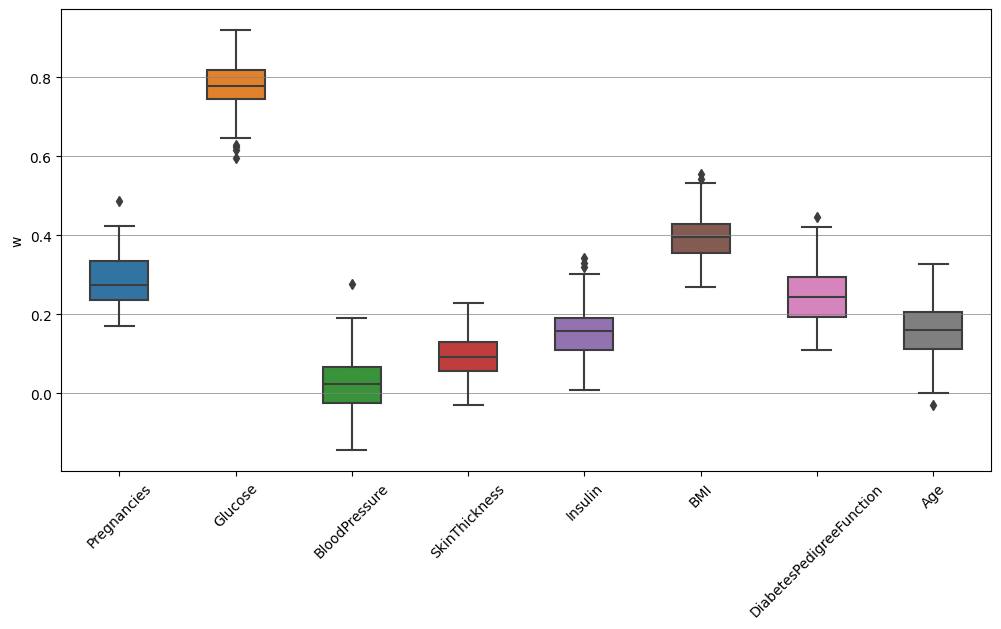 0.8
0.6
0.4
0.2
0.0
w
Pregnancies
Glucose
BloodPressure
SkinThickness
Insulin
BMI
DiabetesPedigreeFunction
Age